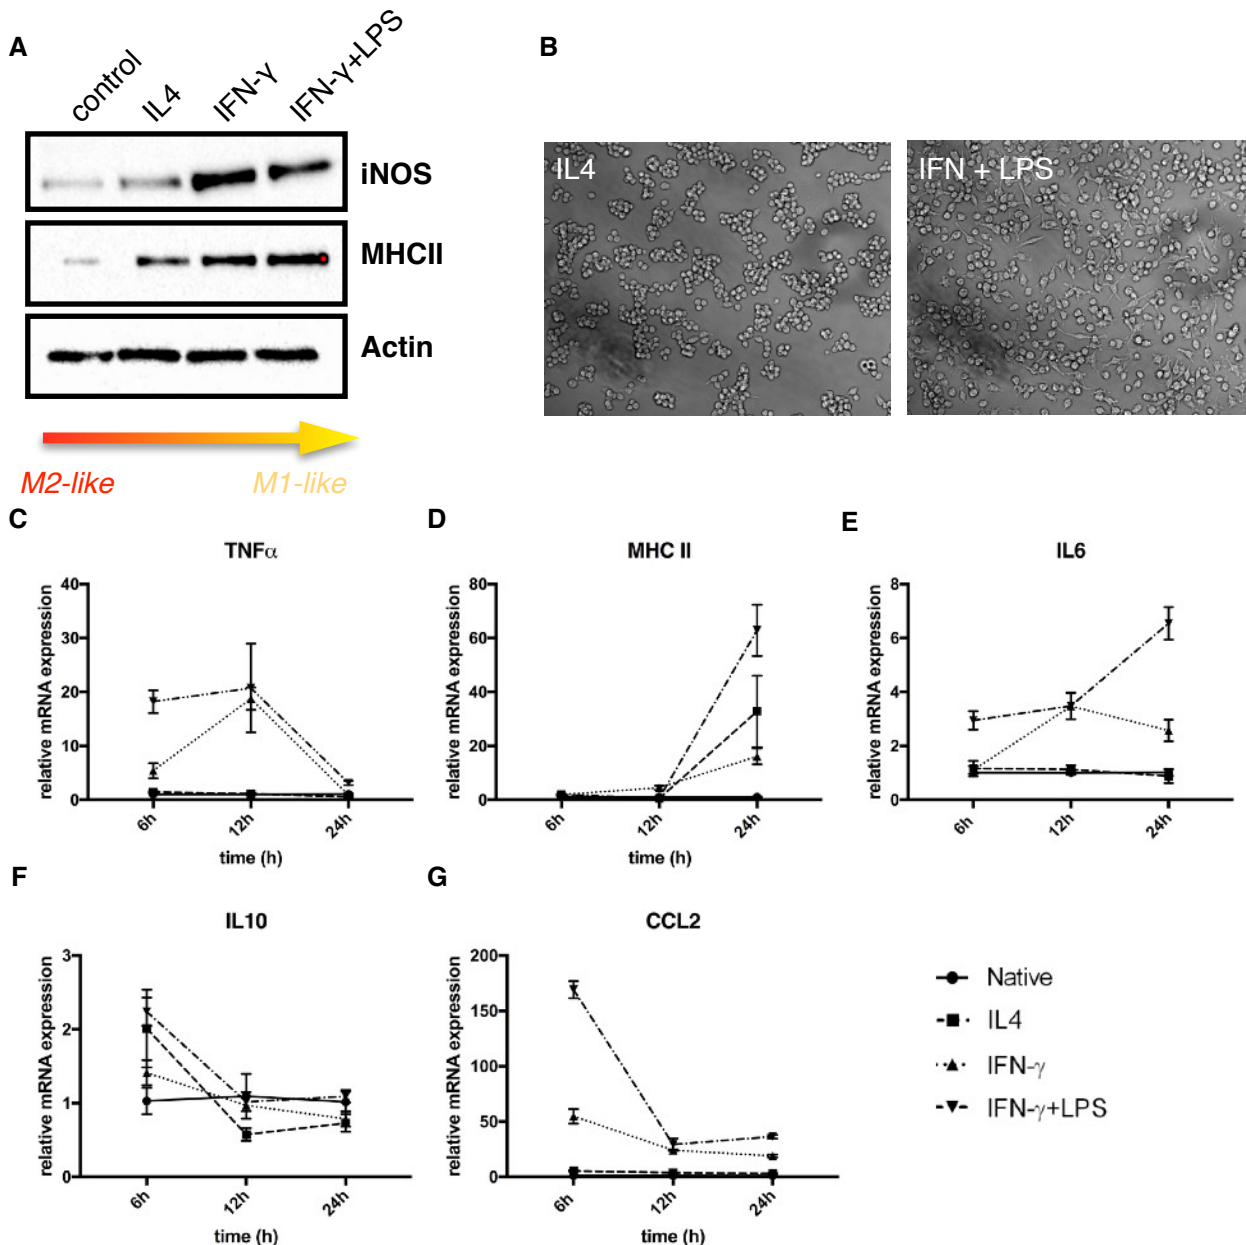 A
control
IL4
IFN-γ
IFN-γ+LPS
iNOS
MHCII
Actin
M2-like
M1-like
B
IL4
IFN + LPS
C
TNFα
relative mRNA expression
40
30
20
10
0
6h
12h
24h
time (h)
D
MHC II
relative mRNA expression
80
60
40
20
0
6h
12h
24h
time (h)
E
IL6
relative mRNA expression
8
6
4
2
0
6h
12h
24h
time (h)
F
IL10
relative mRNA expression
3
2
1
0
6h
12h
24h
time (h)
G
CCL2
relative mRNA expression
200
150
100
50
0
6h
12h
24h
time (h)
Native
IL4
IFN-γ
IFN-γ+LPS